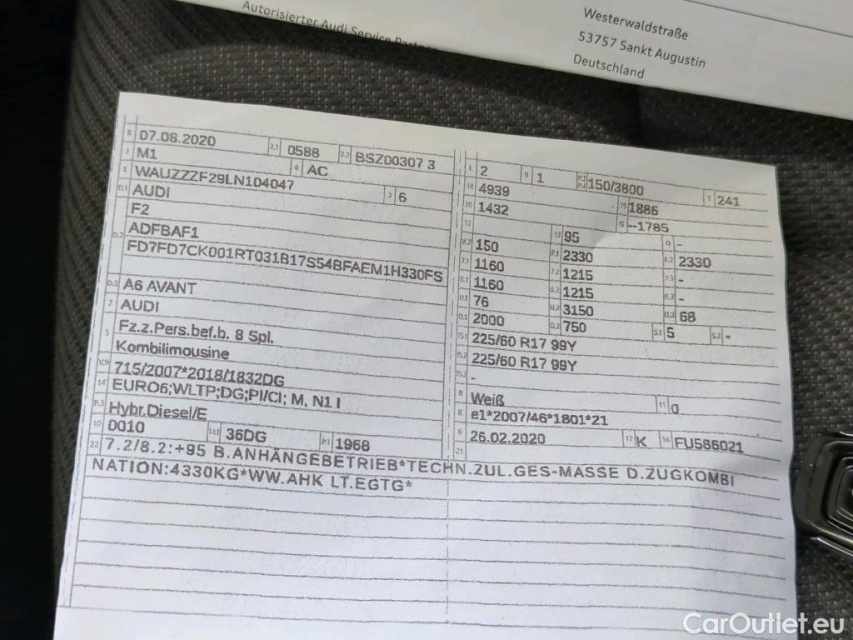 Autorisierter Audi Service Partner
Westerwaldstraße
53757 Sankt Augustin
Deutschland
07.08.2020 0588 BSZ00307 3
M1 AC
WAUZZZF29LN104047 6
AUDI
F2
ADFBAF1
FD7FD7CK001RT031B17S54BFAEM1H330FS
A6 AVANT
AUDI
Fz.z.Pers.bef.b. 8 Spl.
Kombilimousine
715/2007*2018/1832DG
EURO6;WLTP;DG;PI/CI; M, N1 I
Hybr.Diesel/E
0010 36DG 1968
2 1 150/3800 241
4939 1886
1432 --1785
95 -
150 2330 2330
1160 1215 -
1160 1215 -
76 3150 68
2000 750 5 -
225/60 R17 99Y
225/60 R17 99Y
-
Weiß 0
e1*2007/46*1801*21
26.02.2020 K FU586021
7.2/8.2:+95 B.ANHÄNGEBETRIEB*TECHN.ZUL.GES-MASSE D.ZUGKOMBI
NATION:4330KG*WW.AHK LT.EGTG*
CarOutlet.eu